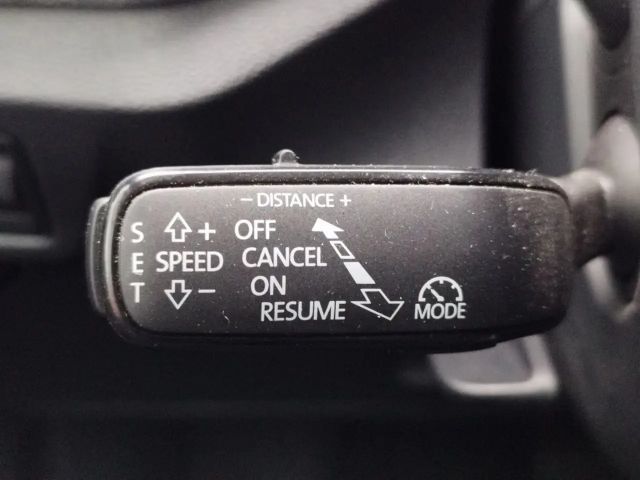 − DISTANCE +
S + OFF
E SPEED CANCEL
T − ON
RESUME
MODE